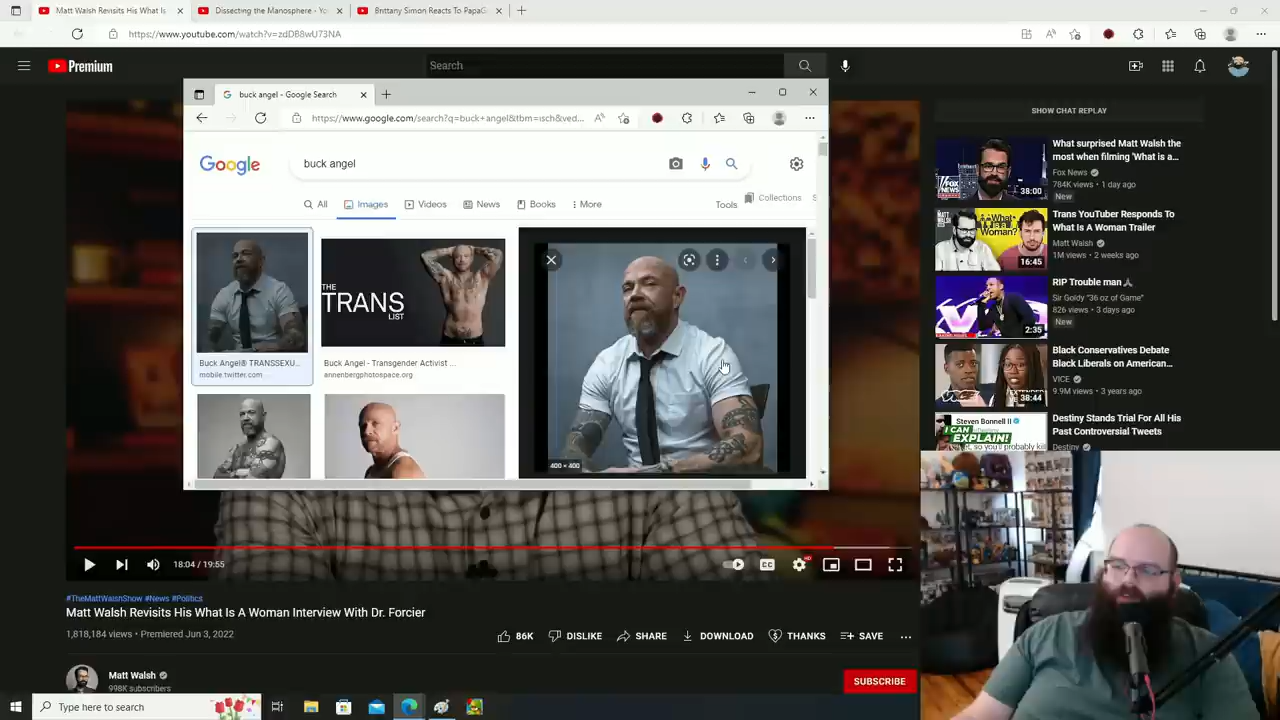 Matt Walsh Revisits His What Is
Dissecting the Manosphere - Yo
Brittany Simon Reacts To PapaG
https://www.youtube.com/watch?v=zdDB8wU73NA
Premium
Search
buck angel - Google Search
https://www.google.com/search?q=buck+angel&tbm=isch&ved...
Google
buck angel
All
Images
Videos
News
Books
More
Tools
Collections
THE
TRANS
LIST
Buck Angel® TRANSSEXU...
mobile.twitter.com
Buck Angel - Transgender Activist ...
annenbergphotospace.org
400 × 400
SHOW CHAT REPLAY
38:00
What surprised Matt Walsh the
most when filming 'What is a...
Fox News
784K views • 1 day ago
New
16:45
Trans YouTuber Responds To
What Is A Woman Trailer
Matt Walsh
1M views • 2 weeks ago
2:35
RIP Trouble man
Sir Goldy "36 oz of Game"
826 views • 3 days ago
New
38:44
Black Conservatives Debate
Black Liberals on American...
VICE
9.9M views • 3 years ago
Steven Bonnell II
I CAN
EXPLAIN!
Destiny Stands Trial For All His
Past Controversial Tweets
Destiny
18:04 / 19:55
CC
HD
#TheMattWalshShow #News #Politics
Matt Walsh Revisits His What Is A Woman Interview With Dr. Forcier
1,818,184 views • Premiered Jun 3, 2022
86K
DISLIKE
SHARE
DOWNLOAD
THANKS
SAVE
Matt Walsh
998K subscribers
SUBSCRIBE
Type here to search